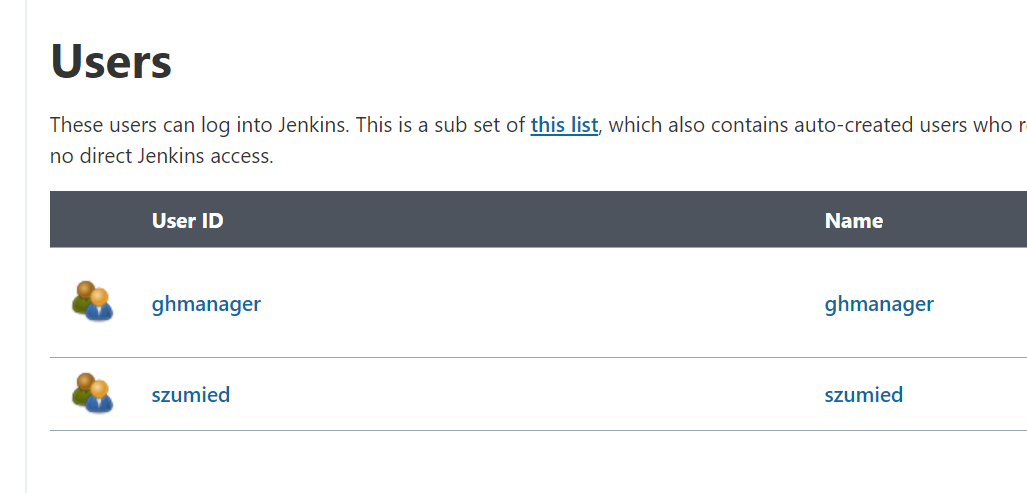 Users
These users can log into Jenkins. This is a sub set of this list, which also contains auto-created users who
no direct Jenkins access.
User ID Name
ghmanager ghmanager
szumied szumied